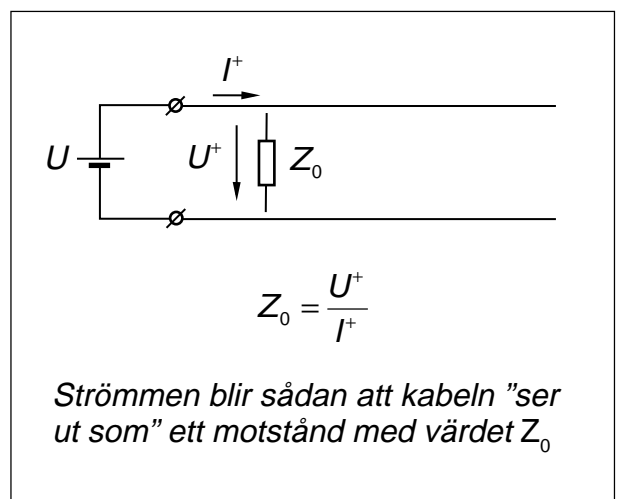 I⁺
U
U⁺
Z₀
Z₀ = U⁺ / I⁺
Strömmen blir sådan att kabeln ”ser
ut som” ett motstånd med värdet Z₀